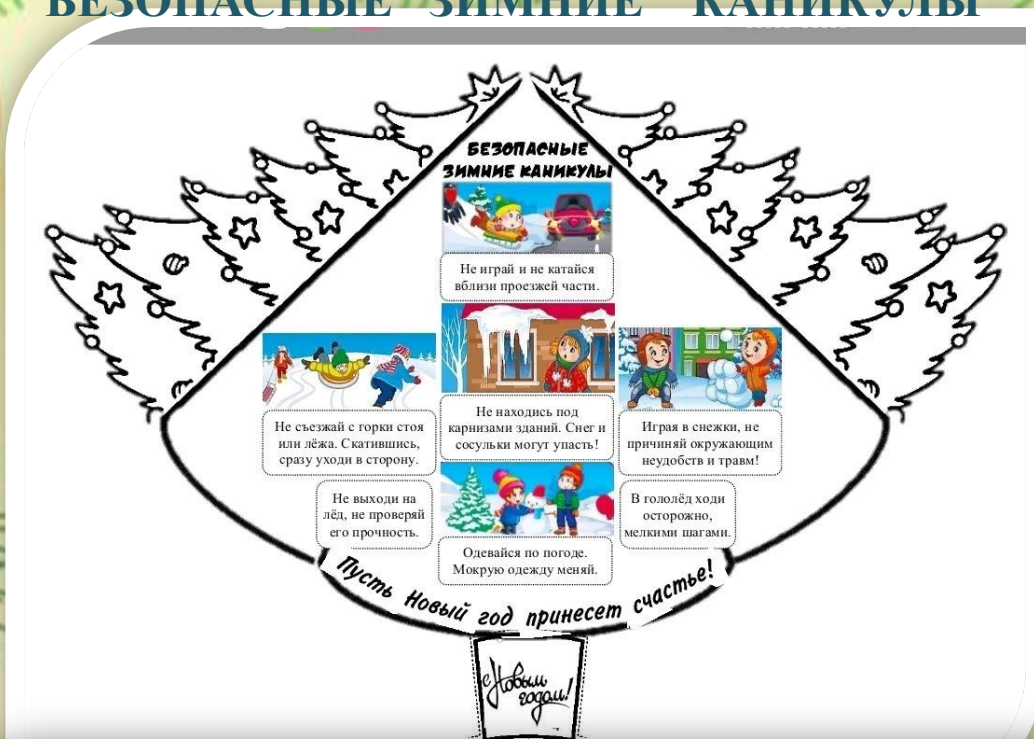 БЕЗОПАСНЫЕ ЗИМНИЕ КАНИКУЛЫ
БЕЗОПАСНЫЕ
ЗИМНИЕ КАНИКУЛЫ
Не играй и не катайся
вблизи проезжей части.
Не съезжай с горки стоя
или лёжа. Скатившись,
сразу уходи в сторону.
Не находись под
карнизами зданий. Снег и
сосульки могут упасть!
Играя в снежки, не
причиняй окружающим
неудобств и травм!
Не выходи на
лёд, не проверяй
его прочность.
Одевайся по погоде.
Мокрую одежду меняй.
В гололёд ходи
осторожно,
мелкими шагами.
Пусть Новый год принесет счастье!
с Новым
годом!